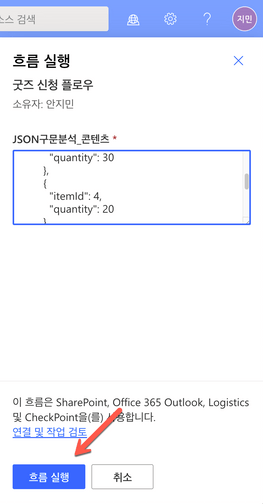 소스 검색
지민
흐름 실행
굿즈 신청 플로우
소유자: 안지민
JSON구문분석_콘텐츠 *
"quantity": 30
},
{
"itemId": 4,
"quantity": 20
}
이 흐름은 SharePoint, Office 365 Outlook, Logistics
및 CheckPoint을(를) 사용합니다.
연결 및 작업 검토
흐름 실행
취소